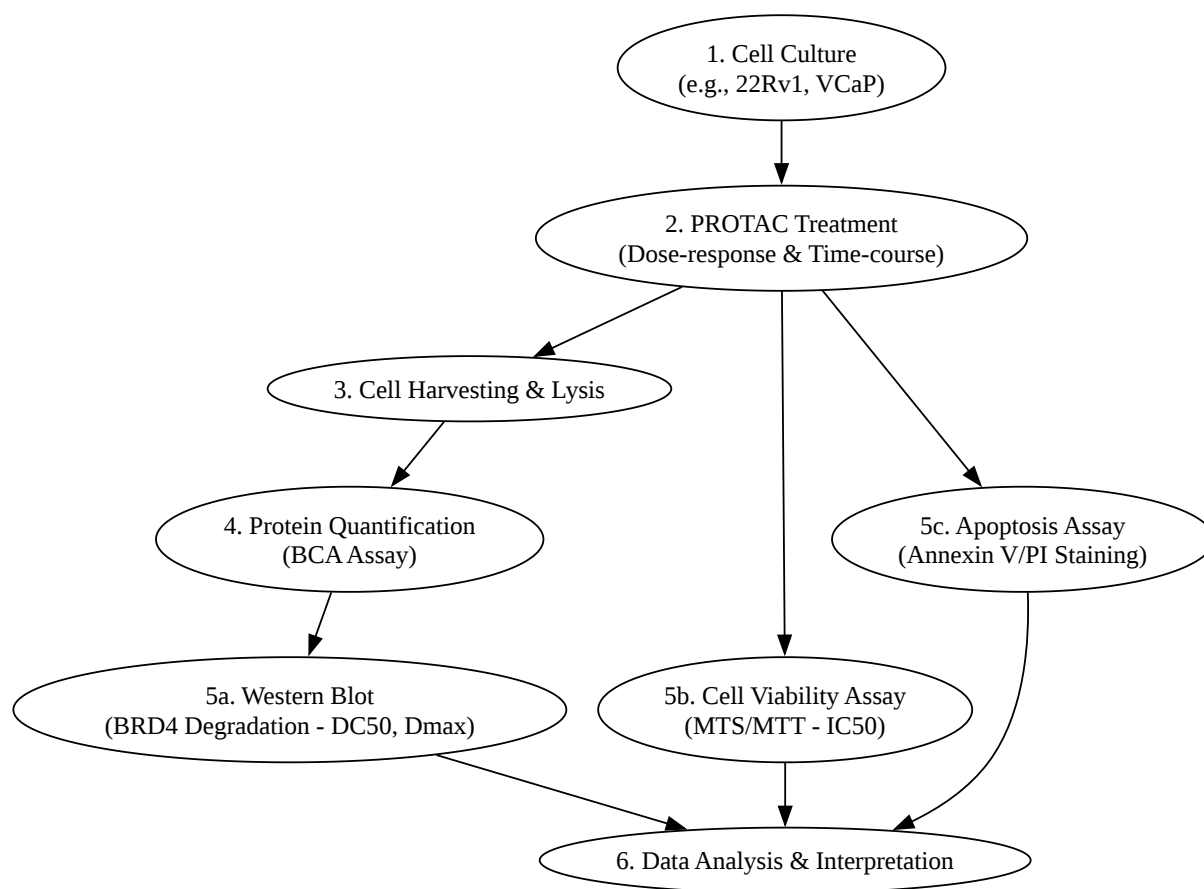 1. Cell Culture
(e.g., 22Rv1, VCaP)
2. PROTAC Treatment
(Dose-response & Time-course)
3. Cell Harvesting & Lysis
4. Protein Quantification
(BCA Assay)
5c. Apoptosis Assay
(Annexin V/PI Staining)
5a. Western Blot
(BRD4 Degradation - DC50, Dmax)
5b. Cell Viability Assay
(MTS/MTT - IC50)
6. Data Analysis & Interpretation